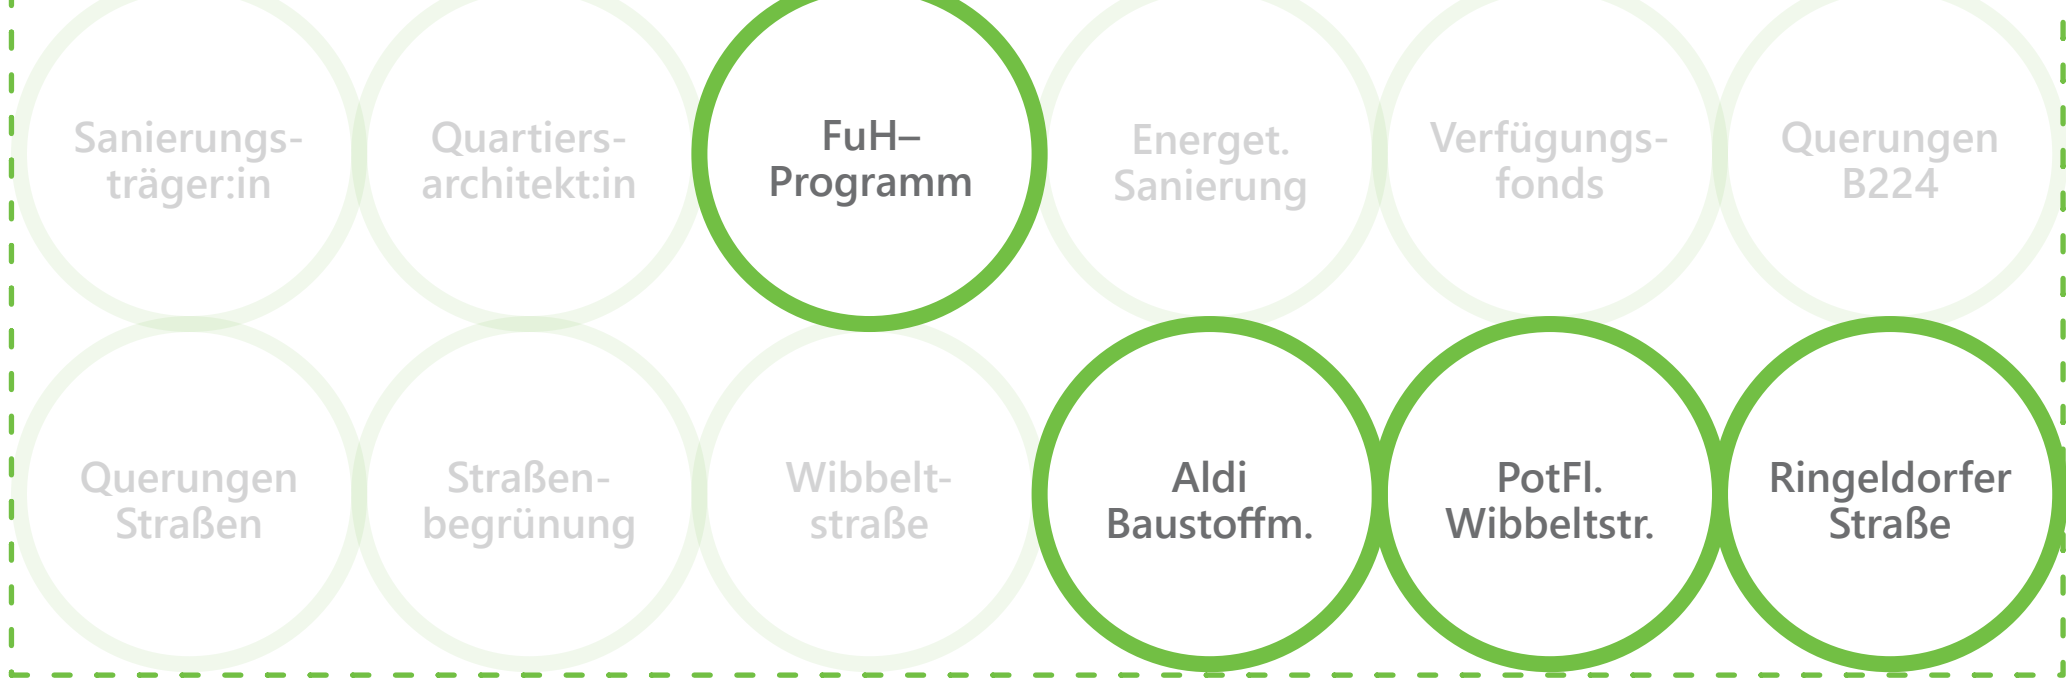 Sanierungs-
träger:in
Quartiers-
architekt:in
FuH–
Programm
Energet.
Sanierung
Verfügungs-
fonds
Querungen
B224
Querungen
Straßen
Straßen-
begrünung
Wibbelt-
straße
Aldi
Baustoffm.
PotFl.
Wibbeltstr.
Ringeldorfer
Straße